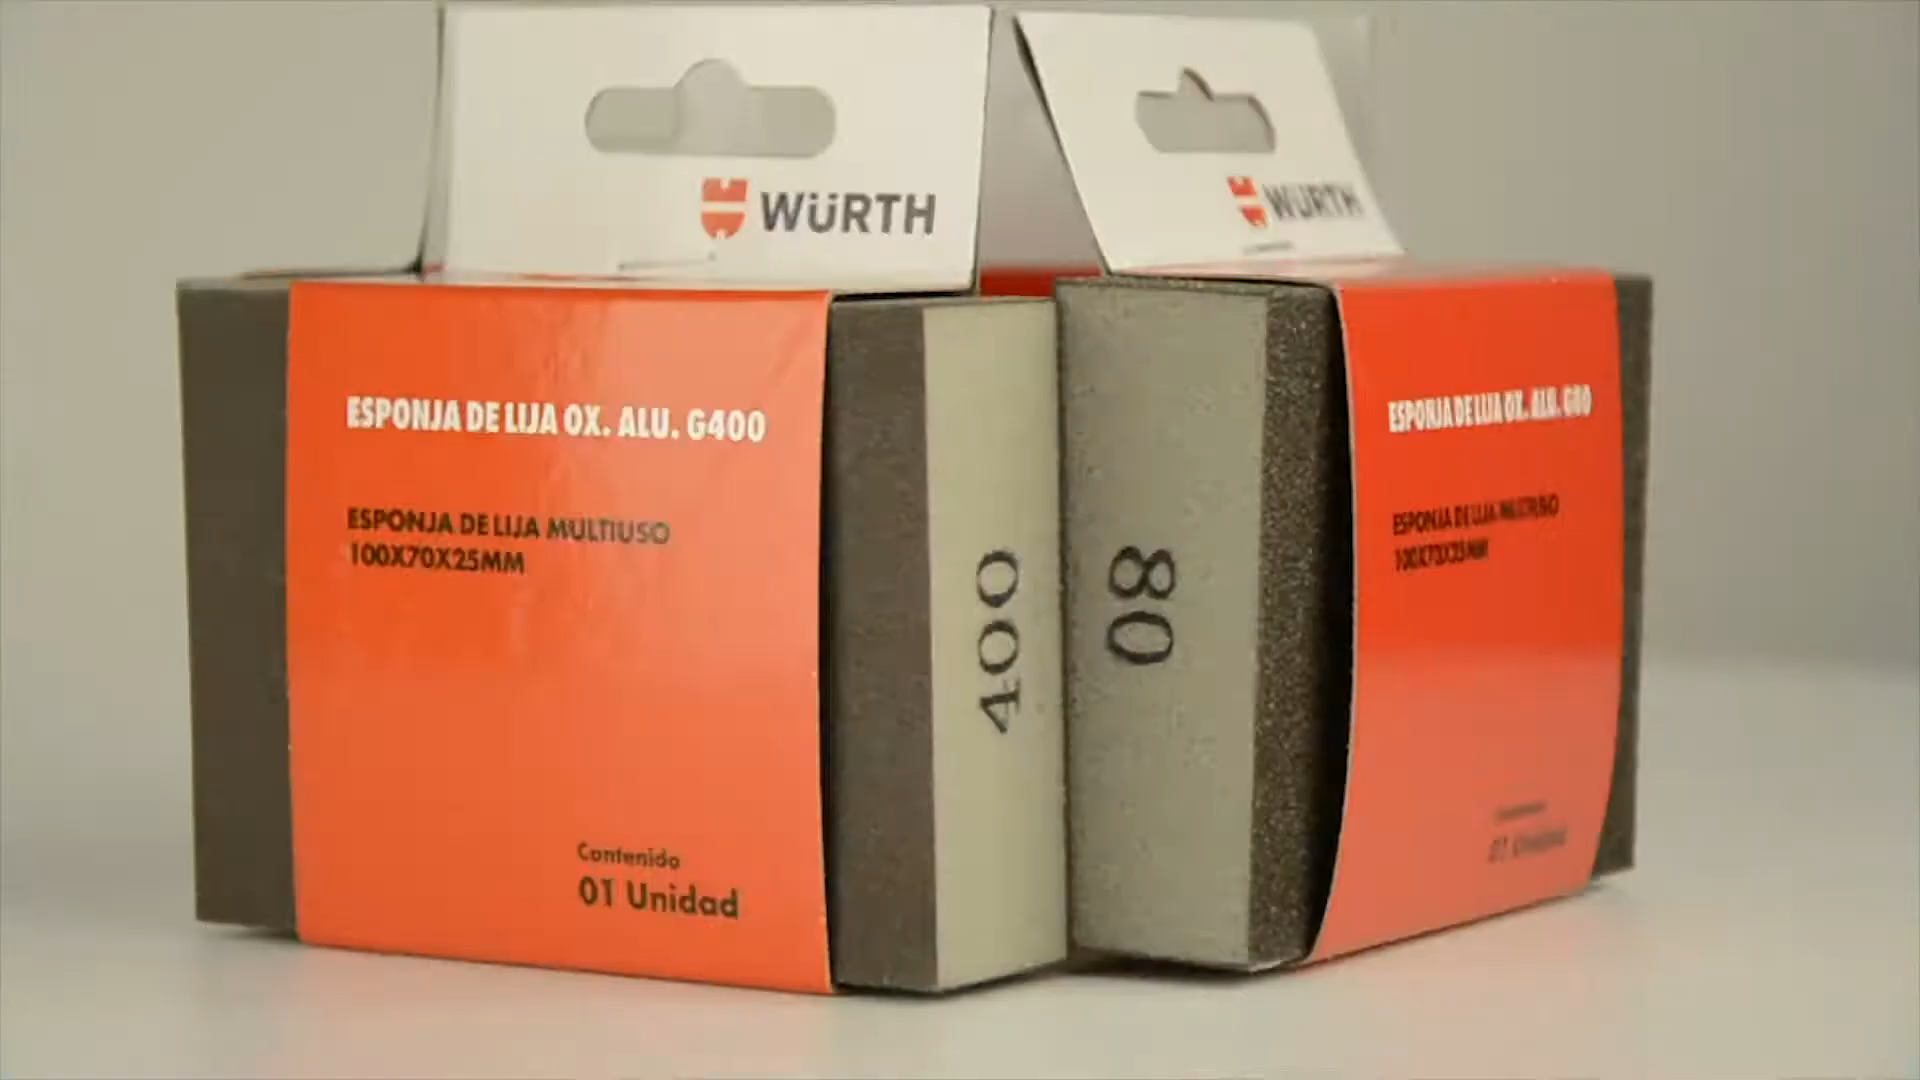 WÜRTH
ESPONJA DE LIJA OX. ALU. G400
ESPONJA DE LIJA MULTIUSO
100X70X25MM
Contenido
01 Unidad
400
80
WÜRTH
ESPONJA DE LIJA OX. ALU. G80
ESPONJA DE LIJA MULTIUSO
100X70X25MM
01 Unidad